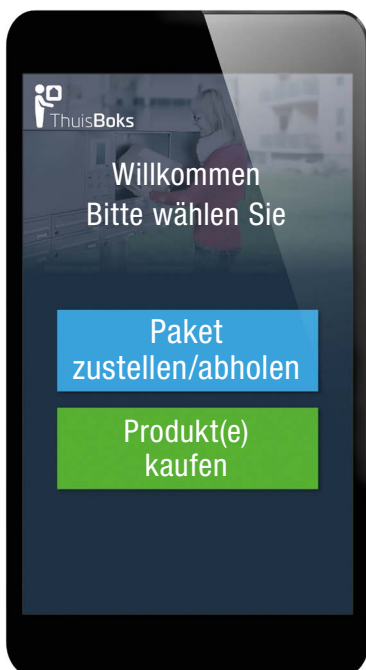 ThuisBoks
Willkommen
Bitte wählen Sie
Paket
zustellen/abholen
Produkt(e)
kaufen